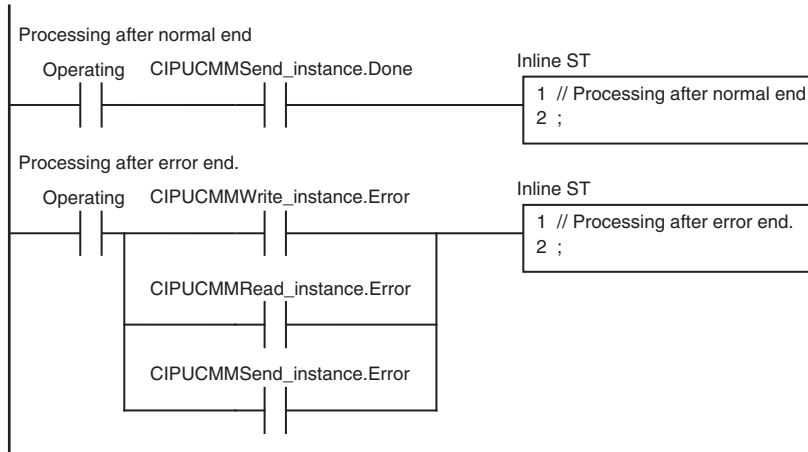 Processing after normal end
Operating CIPUCMMSend_instance.Done
Inline ST
1 // Processing after normal end
2 ;
Processing after error end.
Operating CIPUCMMWrite_instance.Error
Inline ST
1 // Processing after error end.
2 ;
CIPUCMMRead_instance.Error
CIPUCMMSend_instance.Error